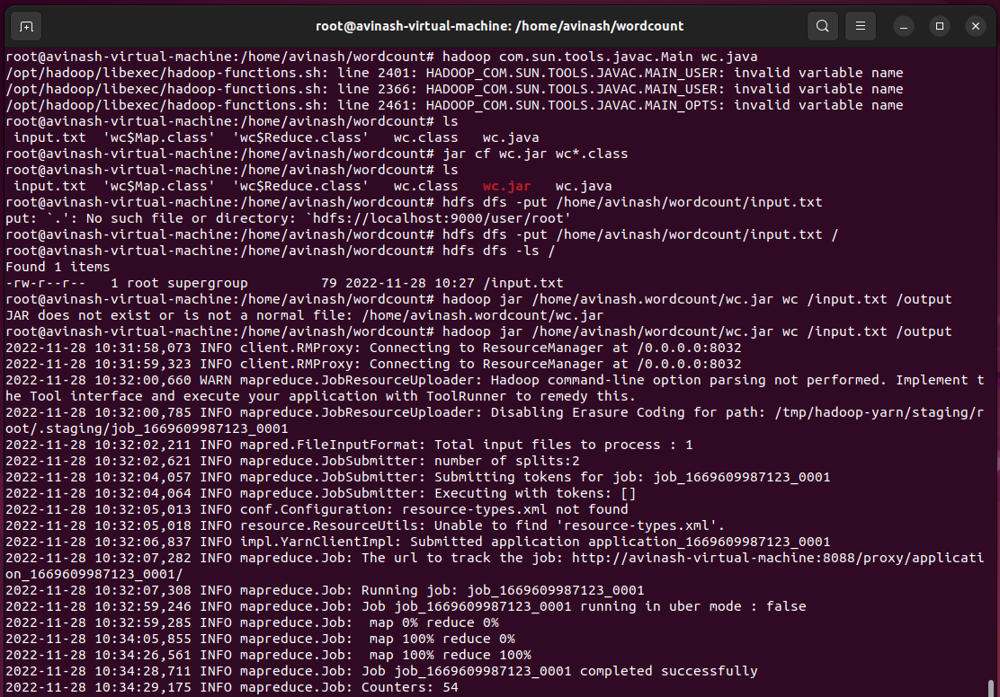 root@avinash-virtual-machine: /home/avinash/wordcount
root@avinash-virtual-machine:/home/avinash/wordcount# hadoop com.sun.tools.javac.Main wc.java
/opt/hadoop/libexec/hadoop-functions.sh: line 2401: HADOOP_COM.SUN.TOOLS.JAVAC.MAIN_USER: invalid variable name
/opt/hadoop/libexec/hadoop-functions.sh: line 2366: HADOOP_COM.SUN.TOOLS.JAVAC.MAIN_USER: invalid variable name
/opt/hadoop/libexec/hadoop-functions.sh: line 2461: HADOOP_COM.SUN.TOOLS.JAVAC.MAIN_OPTS: invalid variable name
root@avinash-virtual-machine:/home/avinash/wordcount# ls
 input.txt  'wc$Map.class'  'wc$Reduce.class'   wc.class   wc.java
root@avinash-virtual-machine:/home/avinash/wordcount# jar cf wc.jar wc*.class
root@avinash-virtual-machine:/home/avinash/wordcount# ls
 input.txt  'wc$Map.class'  'wc$Reduce.class'   wc.class   wc.jar   wc.java
root@avinash-virtual-machine:/home/avinash/wordcount# hdfs dfs -put /home/avinash/wordcount/input.txt
put: `.': No such file or directory: `hdfs://localhost:9000/user/root'
root@avinash-virtual-machine:/home/avinash/wordcount# hdfs dfs -put /home/avinash/wordcount/input.txt /
root@avinash-virtual-machine:/home/avinash/wordcount# hdfs dfs -ls /
Found 1 items
-rw-r--r--   1 root supergroup         79 2022-11-28 10:27 /input.txt
root@avinash-virtual-machine:/home/avinash/wordcount# hadoop jar /home/avinash.wordcount/wc.jar wc /input.txt /output
JAR does not exist or is not a normal file: /home/avinash.wordcount/wc.jar
root@avinash-virtual-machine:/home/avinash/wordcount# hadoop jar /home/avinash/wordcount/wc.jar wc /input.txt /output
2022-11-28 10:31:58,073 INFO client.RMProxy: Connecting to ResourceManager at /0.0.0.0:8032
2022-11-28 10:31:59,323 INFO client.RMProxy: Connecting to ResourceManager at /0.0.0.0:8032
2022-11-28 10:32:00,660 WARN mapreduce.JobResourceUploader: Hadoop command-line option parsing not performed. Implement t
he Tool interface and execute your application with ToolRunner to remedy this.
2022-11-28 10:32:00,785 INFO mapreduce.JobResourceUploader: Disabling Erasure Coding for path: /tmp/hadoop-yarn/staging/r
oot/.staging/job_1669609987123_0001
2022-11-28 10:32:02,211 INFO mapred.FileInputFormat: Total input files to process : 1
2022-11-28 10:32:02,621 INFO mapreduce.JobSubmitter: number of splits:2
2022-11-28 10:32:04,057 INFO mapreduce.JobSubmitter: Submitting tokens for job: job_1669609987123_0001
2022-11-28 10:32:04,064 INFO mapreduce.JobSubmitter: Executing with tokens: []
2022-11-28 10:32:05,013 INFO conf.Configuration: resource-types.xml not found
2022-11-28 10:32:05,018 INFO resource.ResourceUtils: Unable to find 'resource-types.xml'.
2022-11-28 10:32:06,837 INFO impl.YarnClientImpl: Submitted application application_1669609987123_0001
2022-11-28 10:32:07,282 INFO mapreduce.Job: The url to track the job: http://avinash-virtual-machine:8088/proxy/applicati
on_1669609987123_0001/
2022-11-28 10:32:07,308 INFO mapreduce.Job: Running job: job_1669609987123_0001
2022-11-28 10:32:59,246 INFO mapreduce.Job: Job job_1669609987123_0001 running in uber mode : false
2022-11-28 10:32:59,285 INFO mapreduce.Job:  map 0% reduce 0%
2022-11-28 10:34:05,855 INFO mapreduce.Job:  map 100% reduce 0%
2022-11-28 10:34:26,561 INFO mapreduce.Job:  map 100% reduce 100%
2022-11-28 10:34:28,711 INFO mapreduce.Job: Job job_1669609987123_0001 completed successfully
2022-11-28 10:34:29,175 INFO mapreduce.Job: Counters: 54